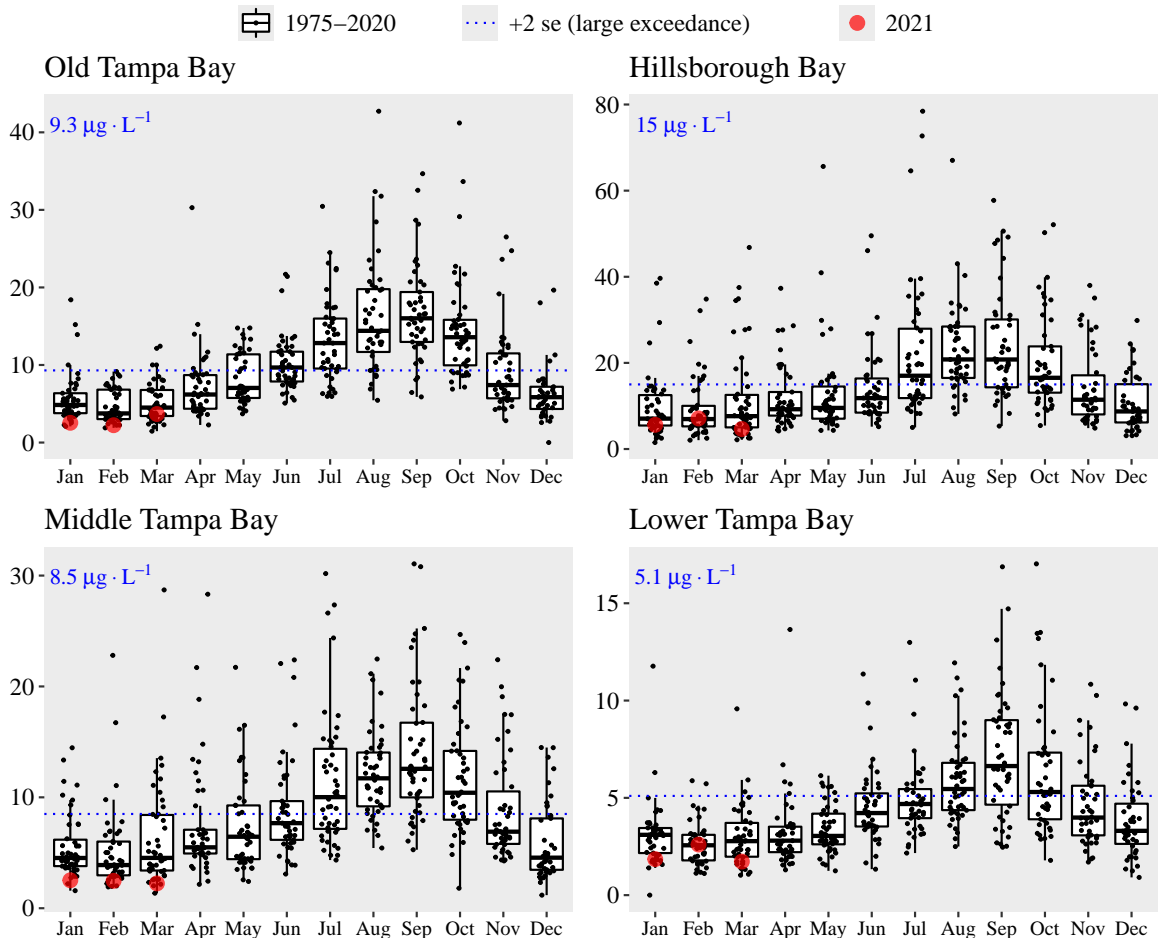 1975–2020 +2 se (large exceedance) 2021
Old Tampa Bay
9.3 μg · L⁻¹
40
30
20
10
0
Jan Feb Mar Apr May Jun Jul Aug Sep Oct Nov Dec
Hillsborough Bay
15 μg · L⁻¹
80
60
40
20
0
Jan Feb Mar Apr May Jun Jul Aug Sep Oct Nov Dec
Middle Tampa Bay
8.5 μg · L⁻¹
30
20
10
0
Jan Feb Mar Apr May Jun Jul Aug Sep Oct Nov Dec
Lower Tampa Bay
5.1 μg · L⁻¹
15
10
5
0
Jan Feb Mar Apr May Jun Jul Aug Sep Oct Nov Dec